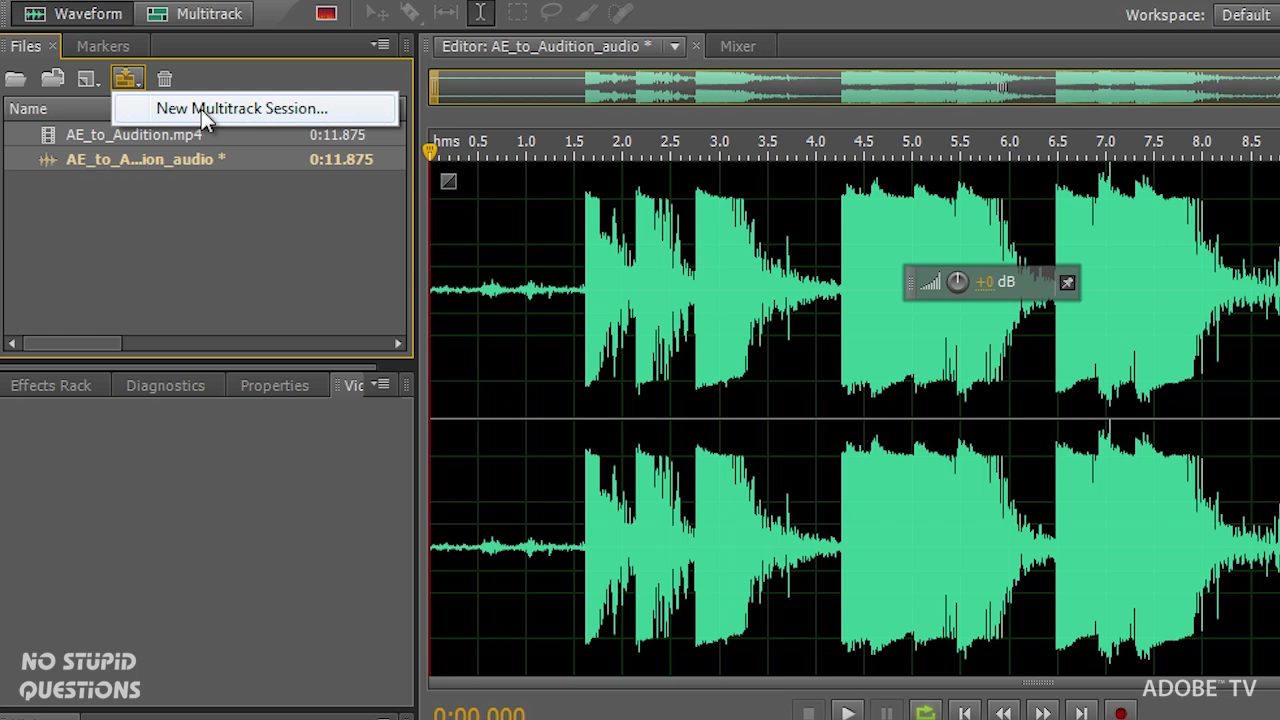 Waveform
Multitrack
Workspace:
Default
Files
Markers
Editor: AE_to_Audition_audio *
Mixer
New Multitrack Session...
Name
AE_to_Audition.mp4
0:11.875
AE_to_A...ion_audio *
0:11.875
hms 0.5 1.0 1.5 2.0 2.5 3.0 3.5 4.0 4.5 5.0 5.5 6.0 6.5 7.0 7.5 8.0 8.5
+0 dB
Effects Rack
Diagnostics
Properties
Vic
NO STUPID
QUESTIONS
ADOBE™ TV
0:00.000